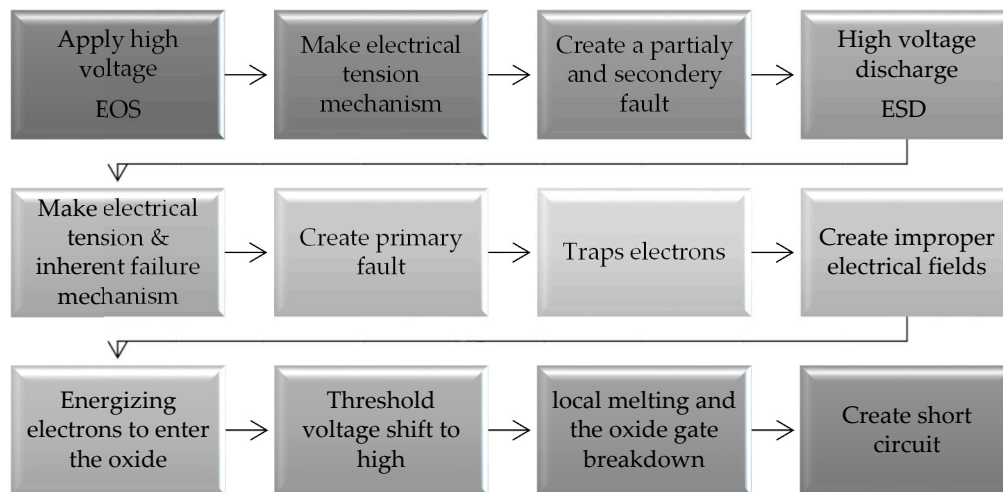 Apply high
voltage
EOS
Make electrical
tension
mechanism
Create a partialy
and secondery
fault
High voltage
discharge
ESD
Make electrical
tension &
inherent failure
mechanism
Create primary
fault
Traps electrons
Create improper
electrical fields
Energizing
electrons to enter
the oxide
Threshold
voltage shift to
high
local melting and
the oxide gate
breakdown
Create short
circuit